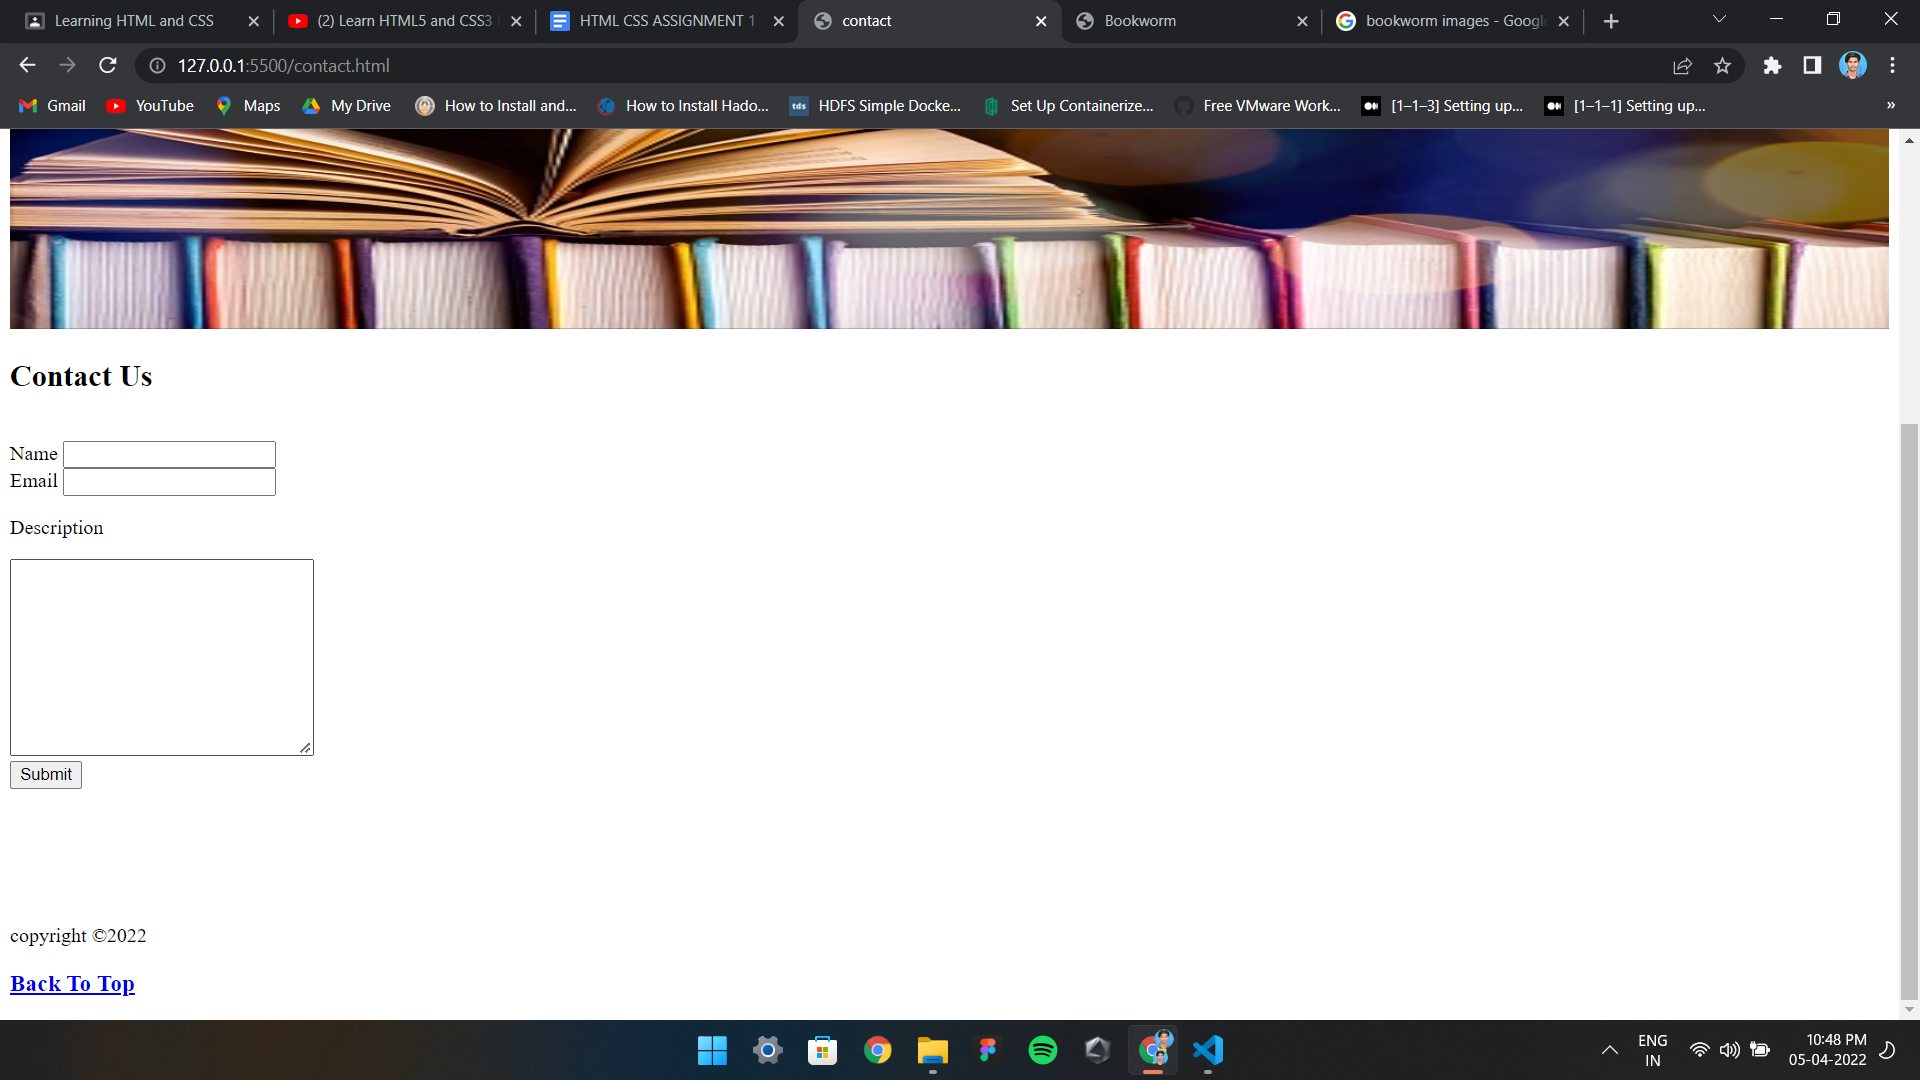 Learning HTML and CSS
(2) Learn HTML5 and CSS3
HTML CSS ASSIGNMENT 1
contact
Bookworm
bookworm images - Google
127.0.0.1:5500/contact.html
Gmail
YouTube
Maps
My Drive
How to Install and...
How to Install Hado...
tds
HDFS Simple Docke...
Set Up Containerize...
Free VMware Work...
[1–1–3] Setting up...
[1–1–1] Setting up...
»
Contact Us
Name
Email
Description
Submit
copyright ©2022
Back To Top
ENG
IN
10:48 PM
05-04-2022